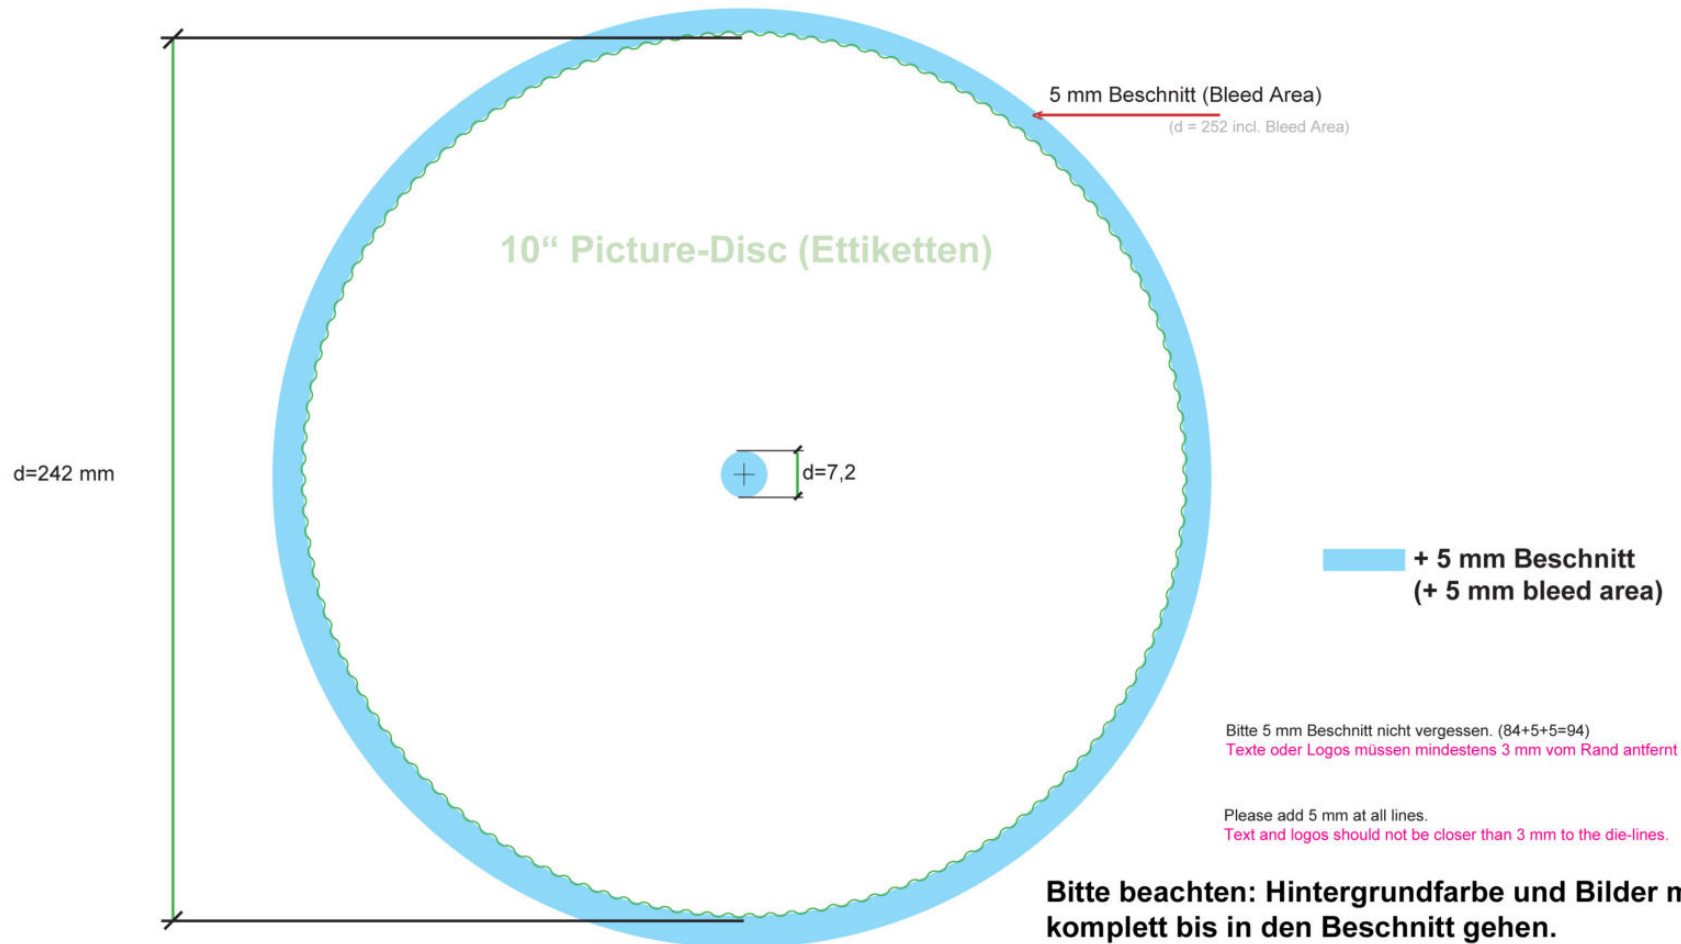 5 mm Beschnitt (Bleed Area)
(d = 252 incl. Bleed Area)
10“ Picture-Disc (Ettiketten)
d=242 mm
d=7,2
+ 5 mm Beschnitt
(+ 5 mm bleed area)
Bitte 5 mm Beschnitt nicht vergessen. (84+5+5=94)
Texte oder Logos müssen mindestens 3 mm vom Rand antfernt
Please add 5 mm at all lines.
Text and logos should not be closer than 3 mm to the die-lines.
Bitte beachten: Hintergrundfarbe und Bilder
komplett bis in den Beschnitt gehen.